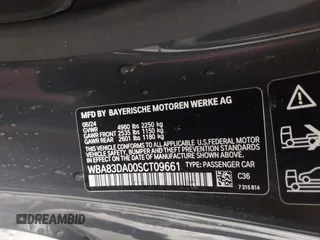 MFD BY BAYERISCHE MOTOREN WERKE AG
06/24
GVWR 4960 lbs 2250 kg
GAWR FRONT 2535 lbs 1150 kg
GAWR REAR 2601 lbs 1180 kg
THIS VEHICLE CONFORMS TO ALL APPLICABLE U.S.FEDERAL MOTOR
VEHICLE SAFETY, BUMPER, AND THEFT PREVENTION STANDARDS IN
EFFECT ON THE DATE OF MANUFACTURE SHOWN ABOVE.
WBA83DA00SCT09661 TYPE: PASSENGER CAR
C36
7 315 814
DREAMBID